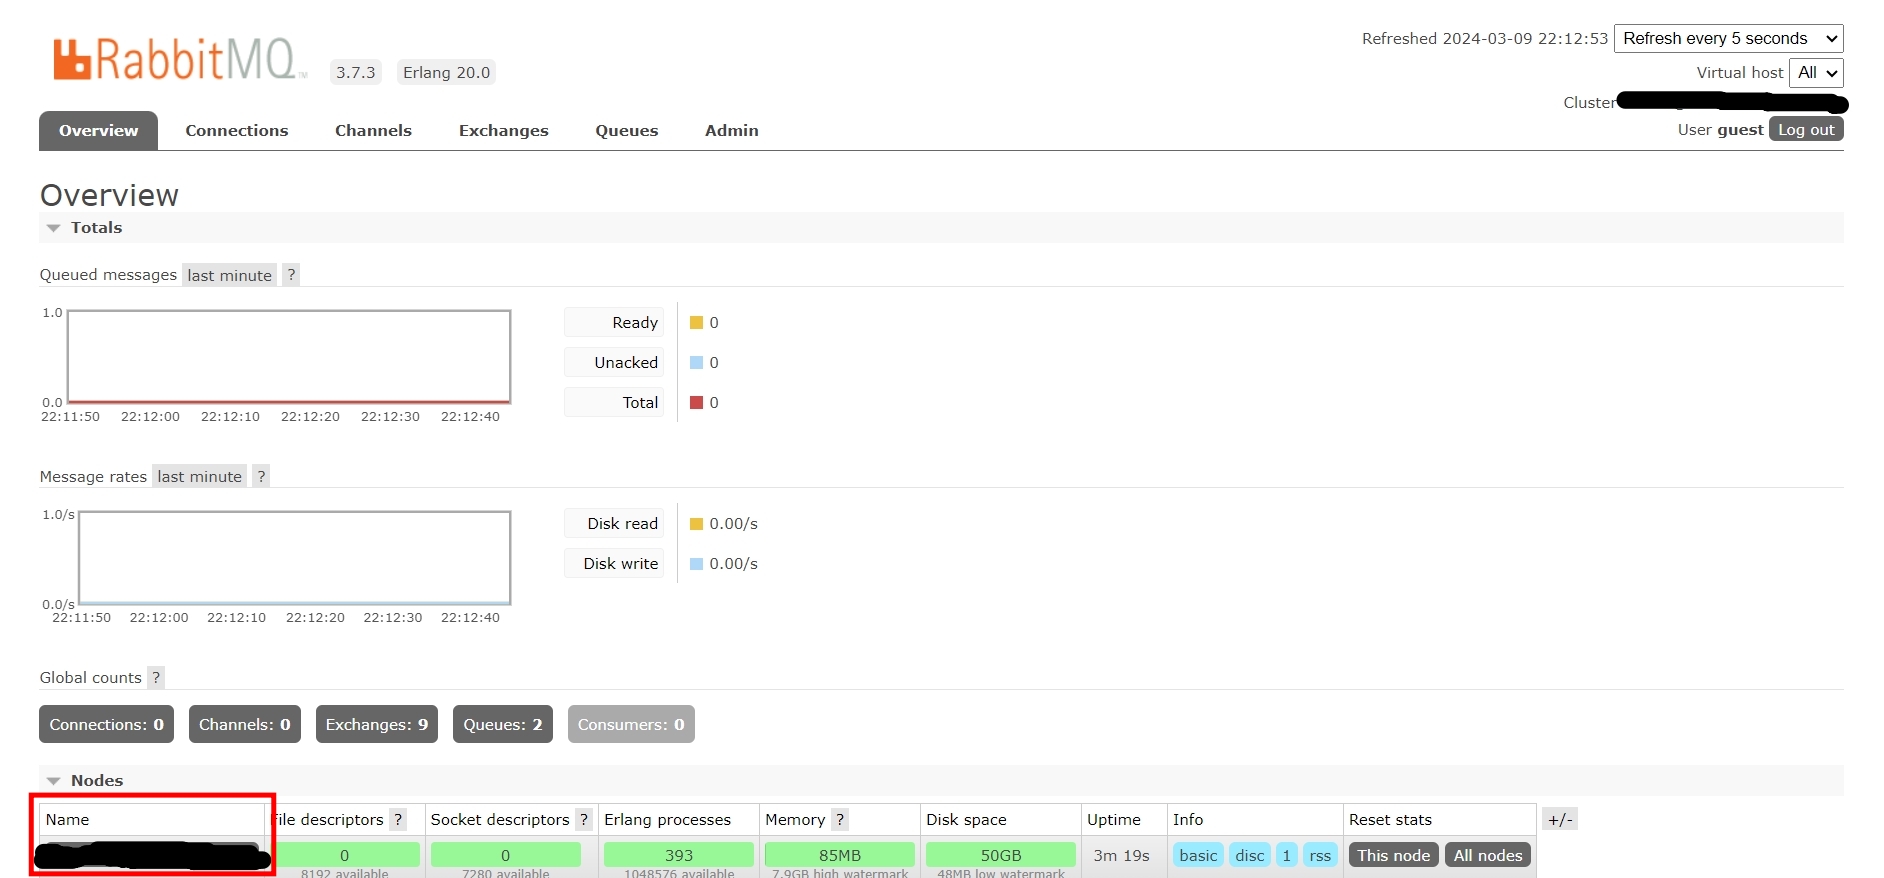 RabbitMQ™ 3.7.3 Erlang 20.0
Refreshed 2024-03-09 22:12:53 Refresh every 5 seconds
Virtual host All
Cluster
User guest Log out
Overview Connections Channels Exchanges Queues Admin
Overview
Totals
Queued messages last minute ?
1.0
0.0
22:11:50 22:12:00 22:12:10 22:12:20 22:12:30 22:12:40
Ready 0
Unacked 0
Total 0
Message rates last minute ?
1.0/s
0.0/s
22:11:50 22:12:00 22:12:10 22:12:20 22:12:30 22:12:40
Disk read 0.00/s
Disk write 0.00/s
Global counts ?
Connections: 0 Channels: 0 Exchanges: 9 Queues: 2 Consumers: 0
Nodes
Name File descriptors ? Socket descriptors ? Erlang processes Memory ? Disk space Uptime Info Reset stats +/-
0 0 393 85MB 50GB 3m 19s basic disc 1 rss This node All nodes
8192 available 7280 available 1048576 available 7.9GB high watermark 48MB low watermark